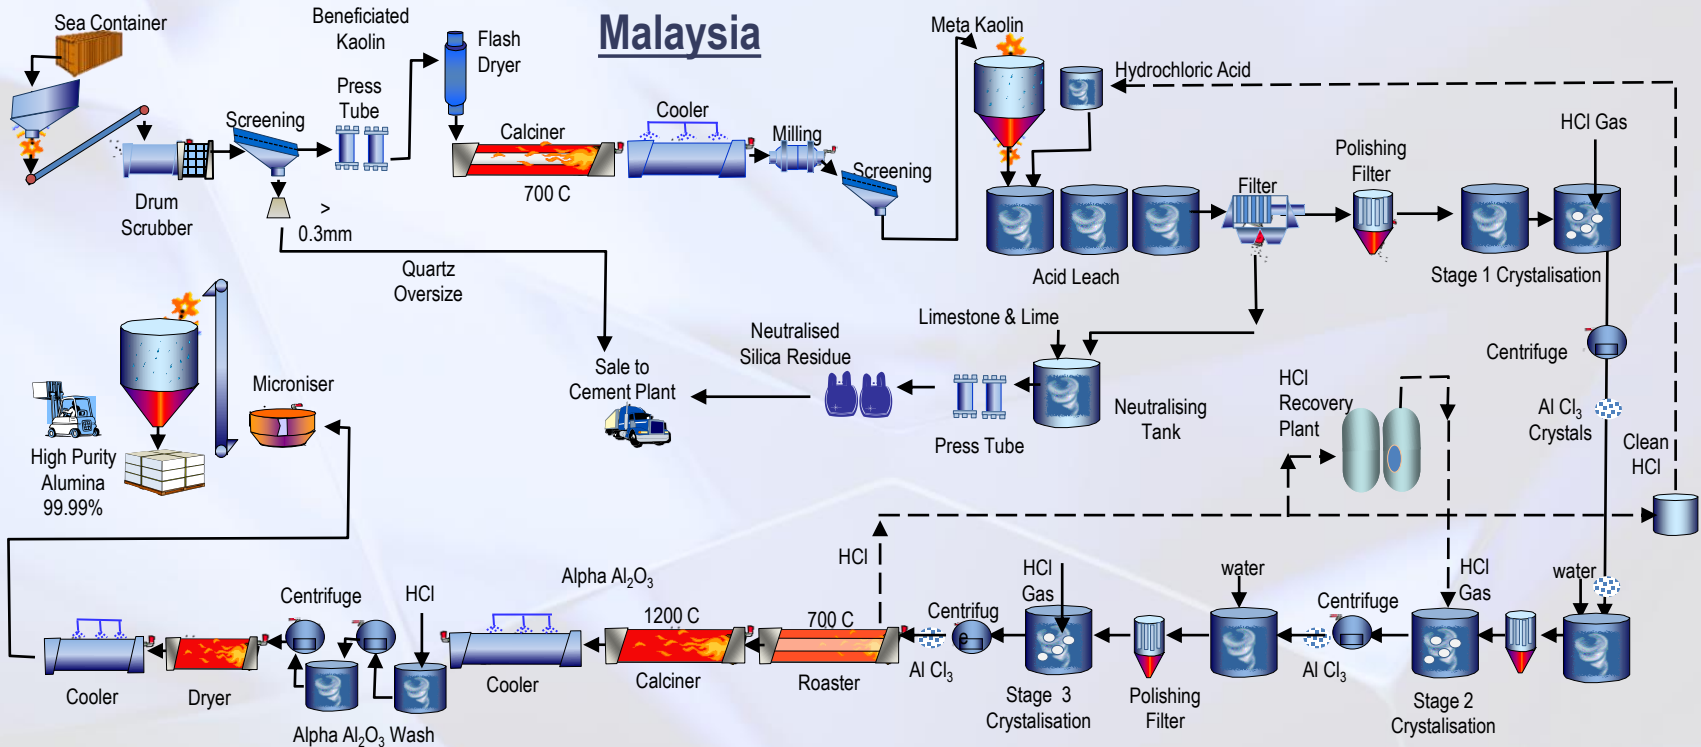 Malaysia
Sea Container
Beneficiated
Kaolin
Flash
Dryer
Press
Tube
Screening
Drum
Scrubber
>
0.3mm
Quartz
Oversize
Calciner
700 C
Cooler
Milling
Screening
Meta Kaolin
Hydrochloric Acid
Acid Leach
Filter
Polishing
Filter
HCl Gas
Stage 1 Crystalisation
Centrifuge
Al Cl3
Crystals
Clean
HCl
HCl
Recovery
Plant
Limestone & Lime
Neutralising
Tank
Press Tube
Neutralised
Silica Residue
Sale to
Cement Plant
Microniser
High Purity
Alumina
99.99%
water
HCl
Gas
Stage 2
Crystalisation
Centrifuge
Al Cl3
water
Polishing
Filter
HCl
Gas
Stage 3
Crystalisation
Centrifug
e
Al Cl3
HCl
700 C
Roaster
1200 C
Calciner
Alpha Al2O3
Cooler
HCl
Centrifuge
Alpha Al2O3 Wash
Dryer
Cooler